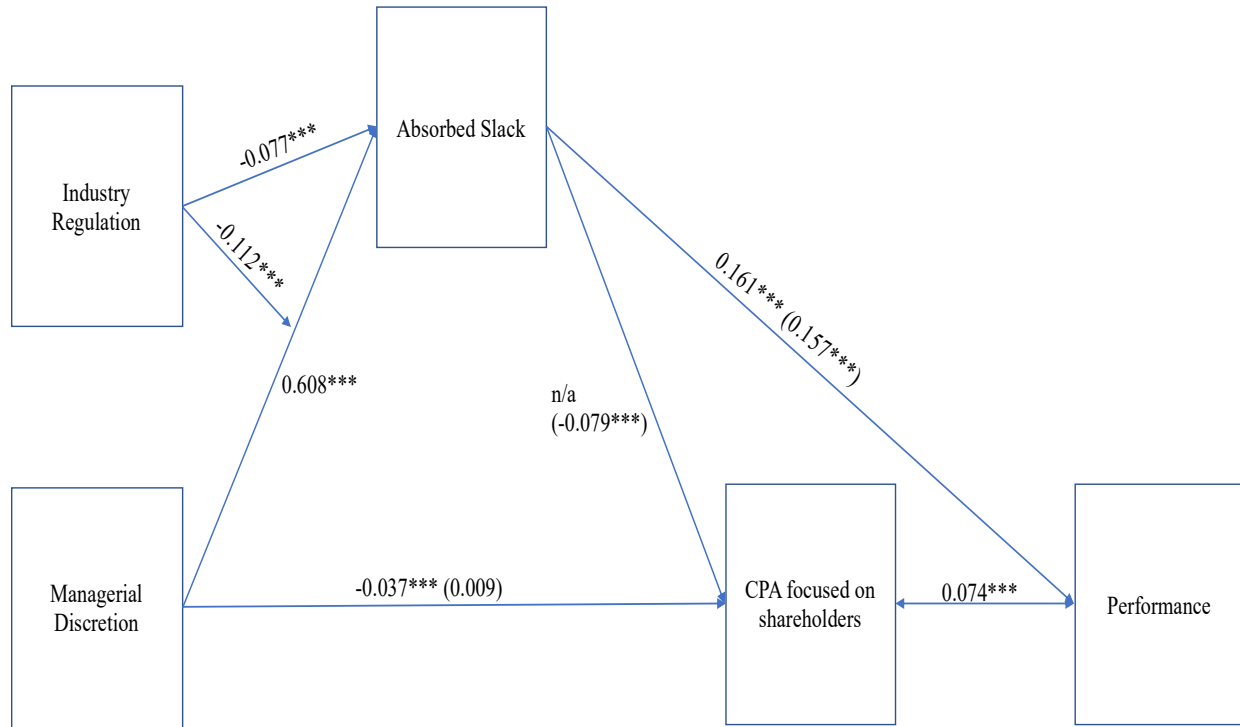 Absorbed Slack
-0.077***
Industry
Regulation
-0.112***
0.161*** (0.157***)
0.608***
n/a
(-0.079***)
Managerial
Discretion
-0.037*** (0.009)
CPA focused on
shareholders
0.074***
Performance